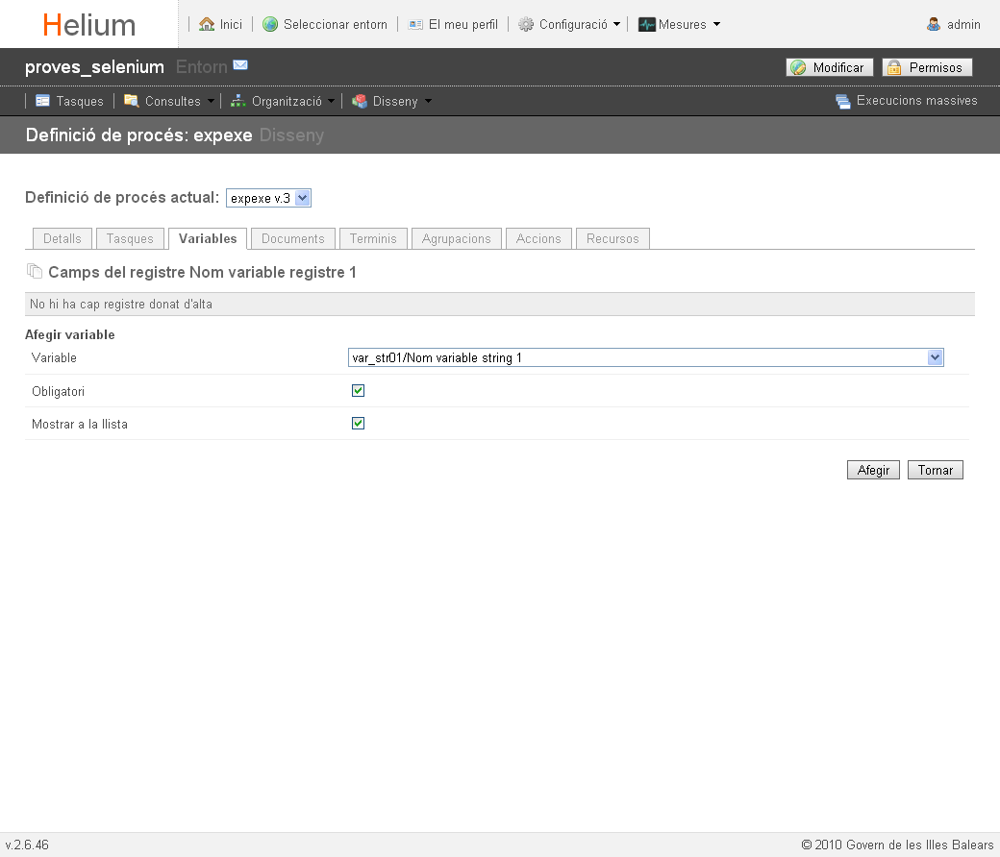 Helium
Inici
Seleccionar entorn
El meu perfil
Configuració
Mesures
admin
proves_selenium Entorn
Modificar
Permisos
Tasques
Consultes
Organització
Disseny
Execucions massives
Definició de procés: expexe Disseny
Definició de procés actual: expexe v.3
Detalls
Tasques
Variables
Documents
Terminis
Agrupacions
Accions
Recursos
Camps del registre Nom variable registre 1
No hi ha cap registre donat d'alta
Afegir variable
Variable var_str01/Nom variable string 1
Obligatori
Mostrar a la llista
Afegir
Tornar
v.2.6.46
© 2010 Govern de les Illes Balears